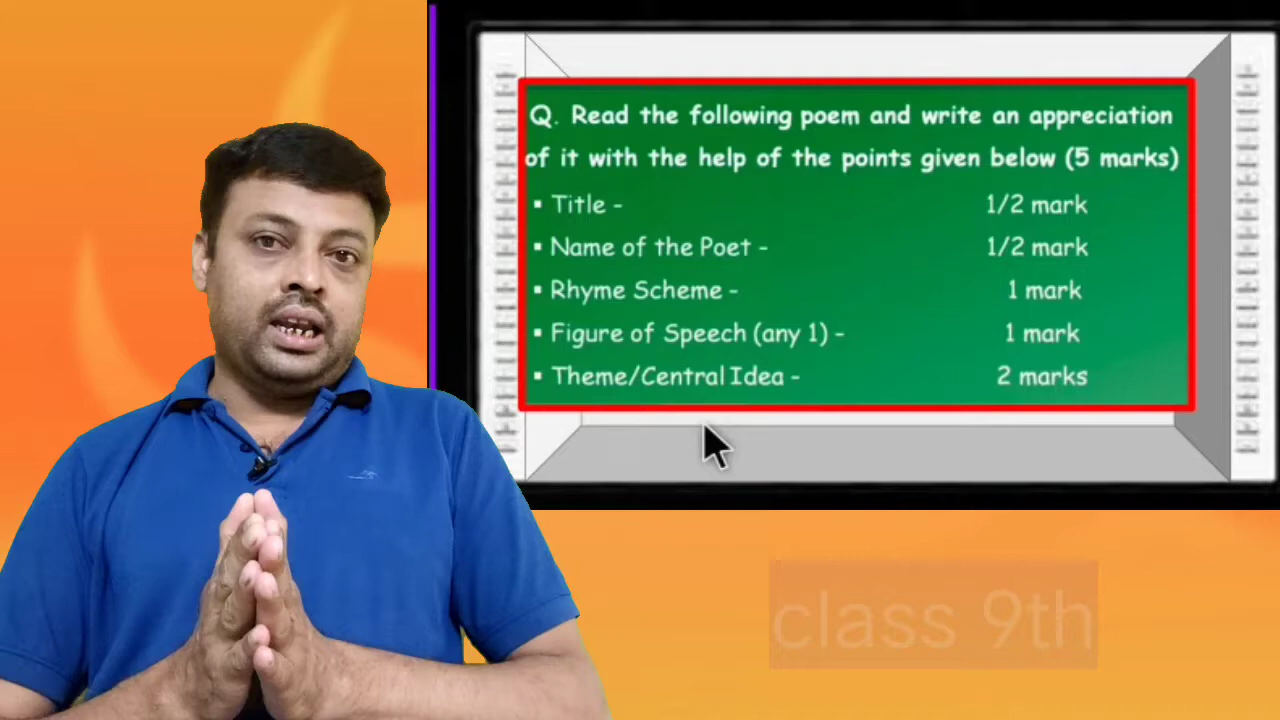 Q. Read the following poem and write an appreciation
of it with the help of the points given below (5 marks)
▪ Title - 1/2 mark
▪ Name of the Poet - 1/2 mark
▪ Rhyme Scheme - 1 mark
▪ Figure of Speech (any 1) - 1 mark
▪ Theme/Central Idea - 2 marks
class 9th